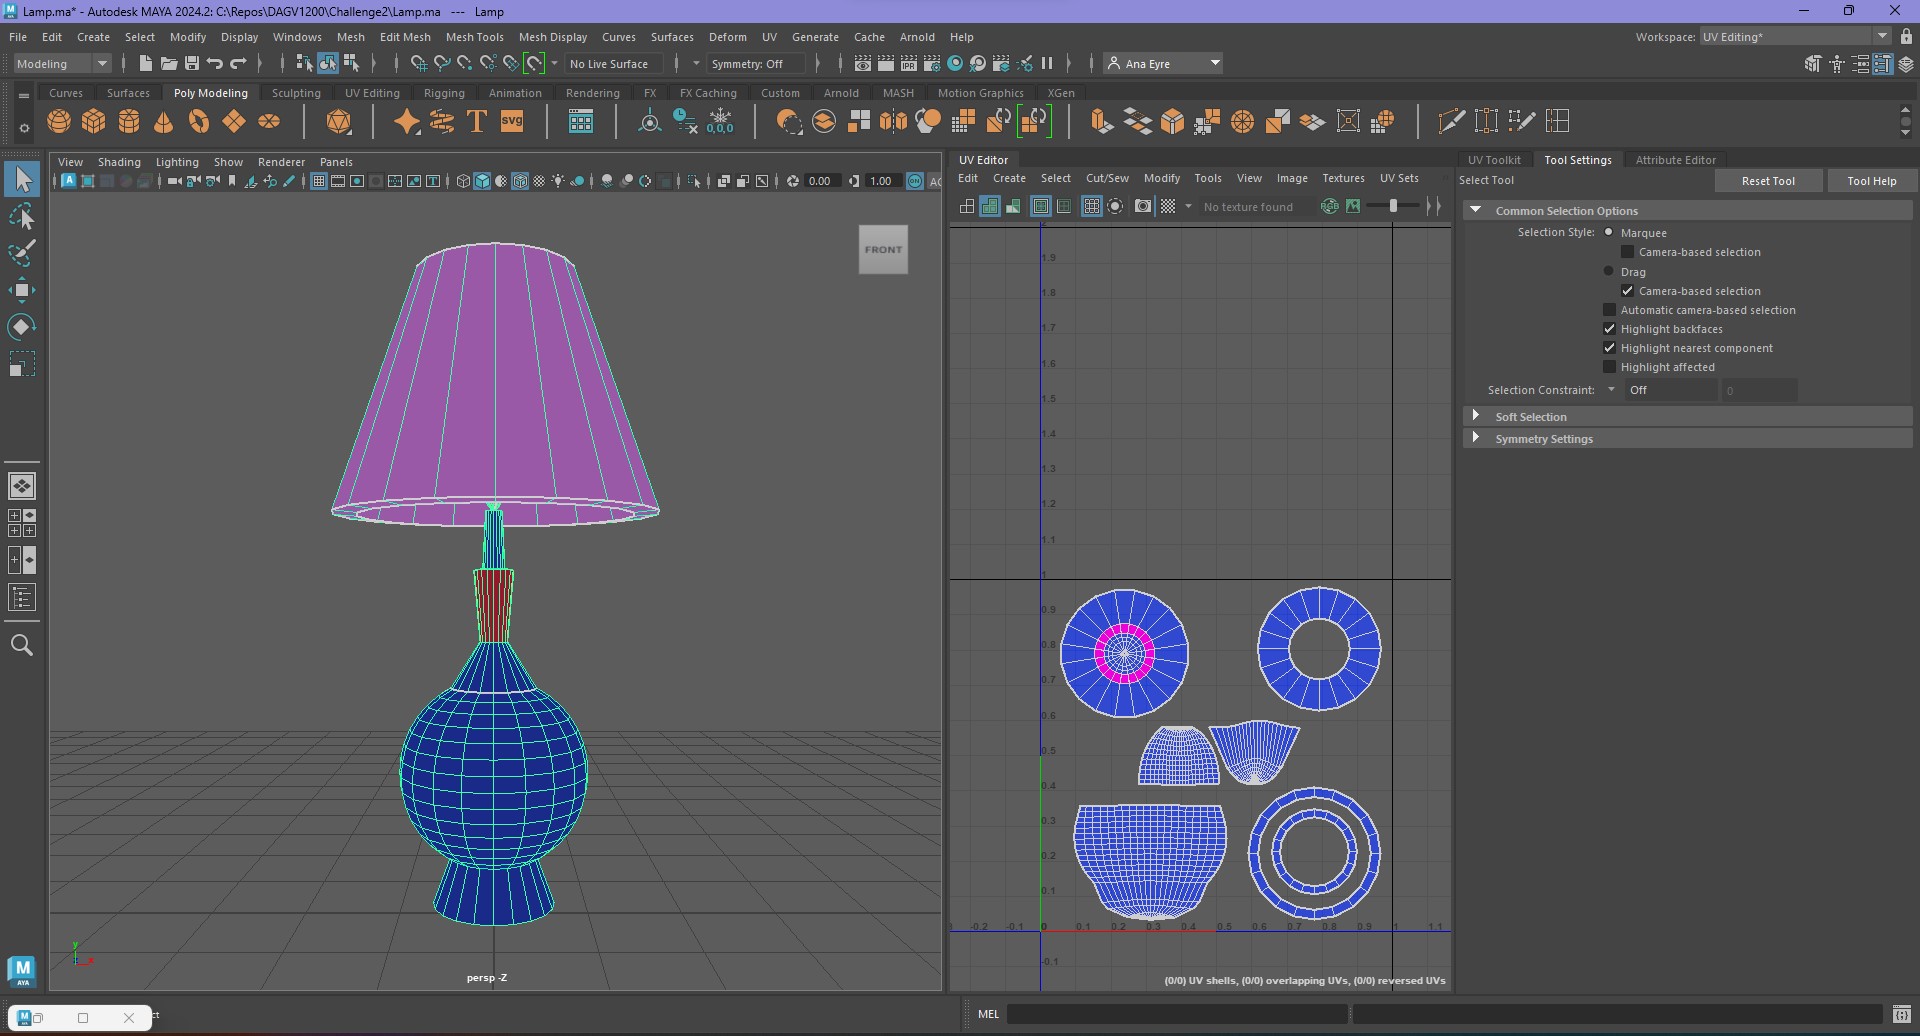 Lamp.ma* - Autodesk MAYA 2024.2: C:\Repos\DAGV1200\Challenge2\Lamp.ma --- Lamp
File Edit Create Select Modify Display Windows Mesh Edit Mesh Mesh Tools Mesh Display Curves Surfaces Deform UV Generate Cache Arnold Help
Workspace: UV Editing*
Modeling
No Live Surface
Symmetry: Off
IPR
Ana Eyre
Curves Surfaces Poly Modeling Sculpting UV Editing Rigging Animation Rendering FX FX Caching Custom Arnold MASH Motion Graphics XGen
T
SVG
0,0,0
View Shading Lighting Show Renderer Panels
0.00
1.00
ON
AC
FRONT
y
x
persp -Z
UV Editor
Edit Create Select Cut/Sew Modify Tools View Image Textures UV Sets
No texture found
RGB
2
1.9
1.8
1.7
1.6
1.5
1.4
1.3
1.2
1.1
1
0.9
0.8
0.7
0.6
0.5
0.4
0.3
0.2
0.1
-0.2 -0.1 0 0.1 0.2 0.3 0.4 0.5 0.6 0.7 0.8 0.9 1 1.1
-0.1
(0/0) UV shells, (0/0) overlapping UVs, (0/0) reversed UVs
UV Toolkit Tool Settings Attribute Editor
Select Tool
Reset Tool
Tool Help
Common Selection Options
Selection Style: Marquee
Camera-based selection
Drag
Camera-based selection
Automatic camera-based selection
Highlight backfaces
Highlight nearest component
Highlight affected
Selection Constraint: Off 0
Soft Selection
Symmetry Settings
M
AYA
ct
MEL